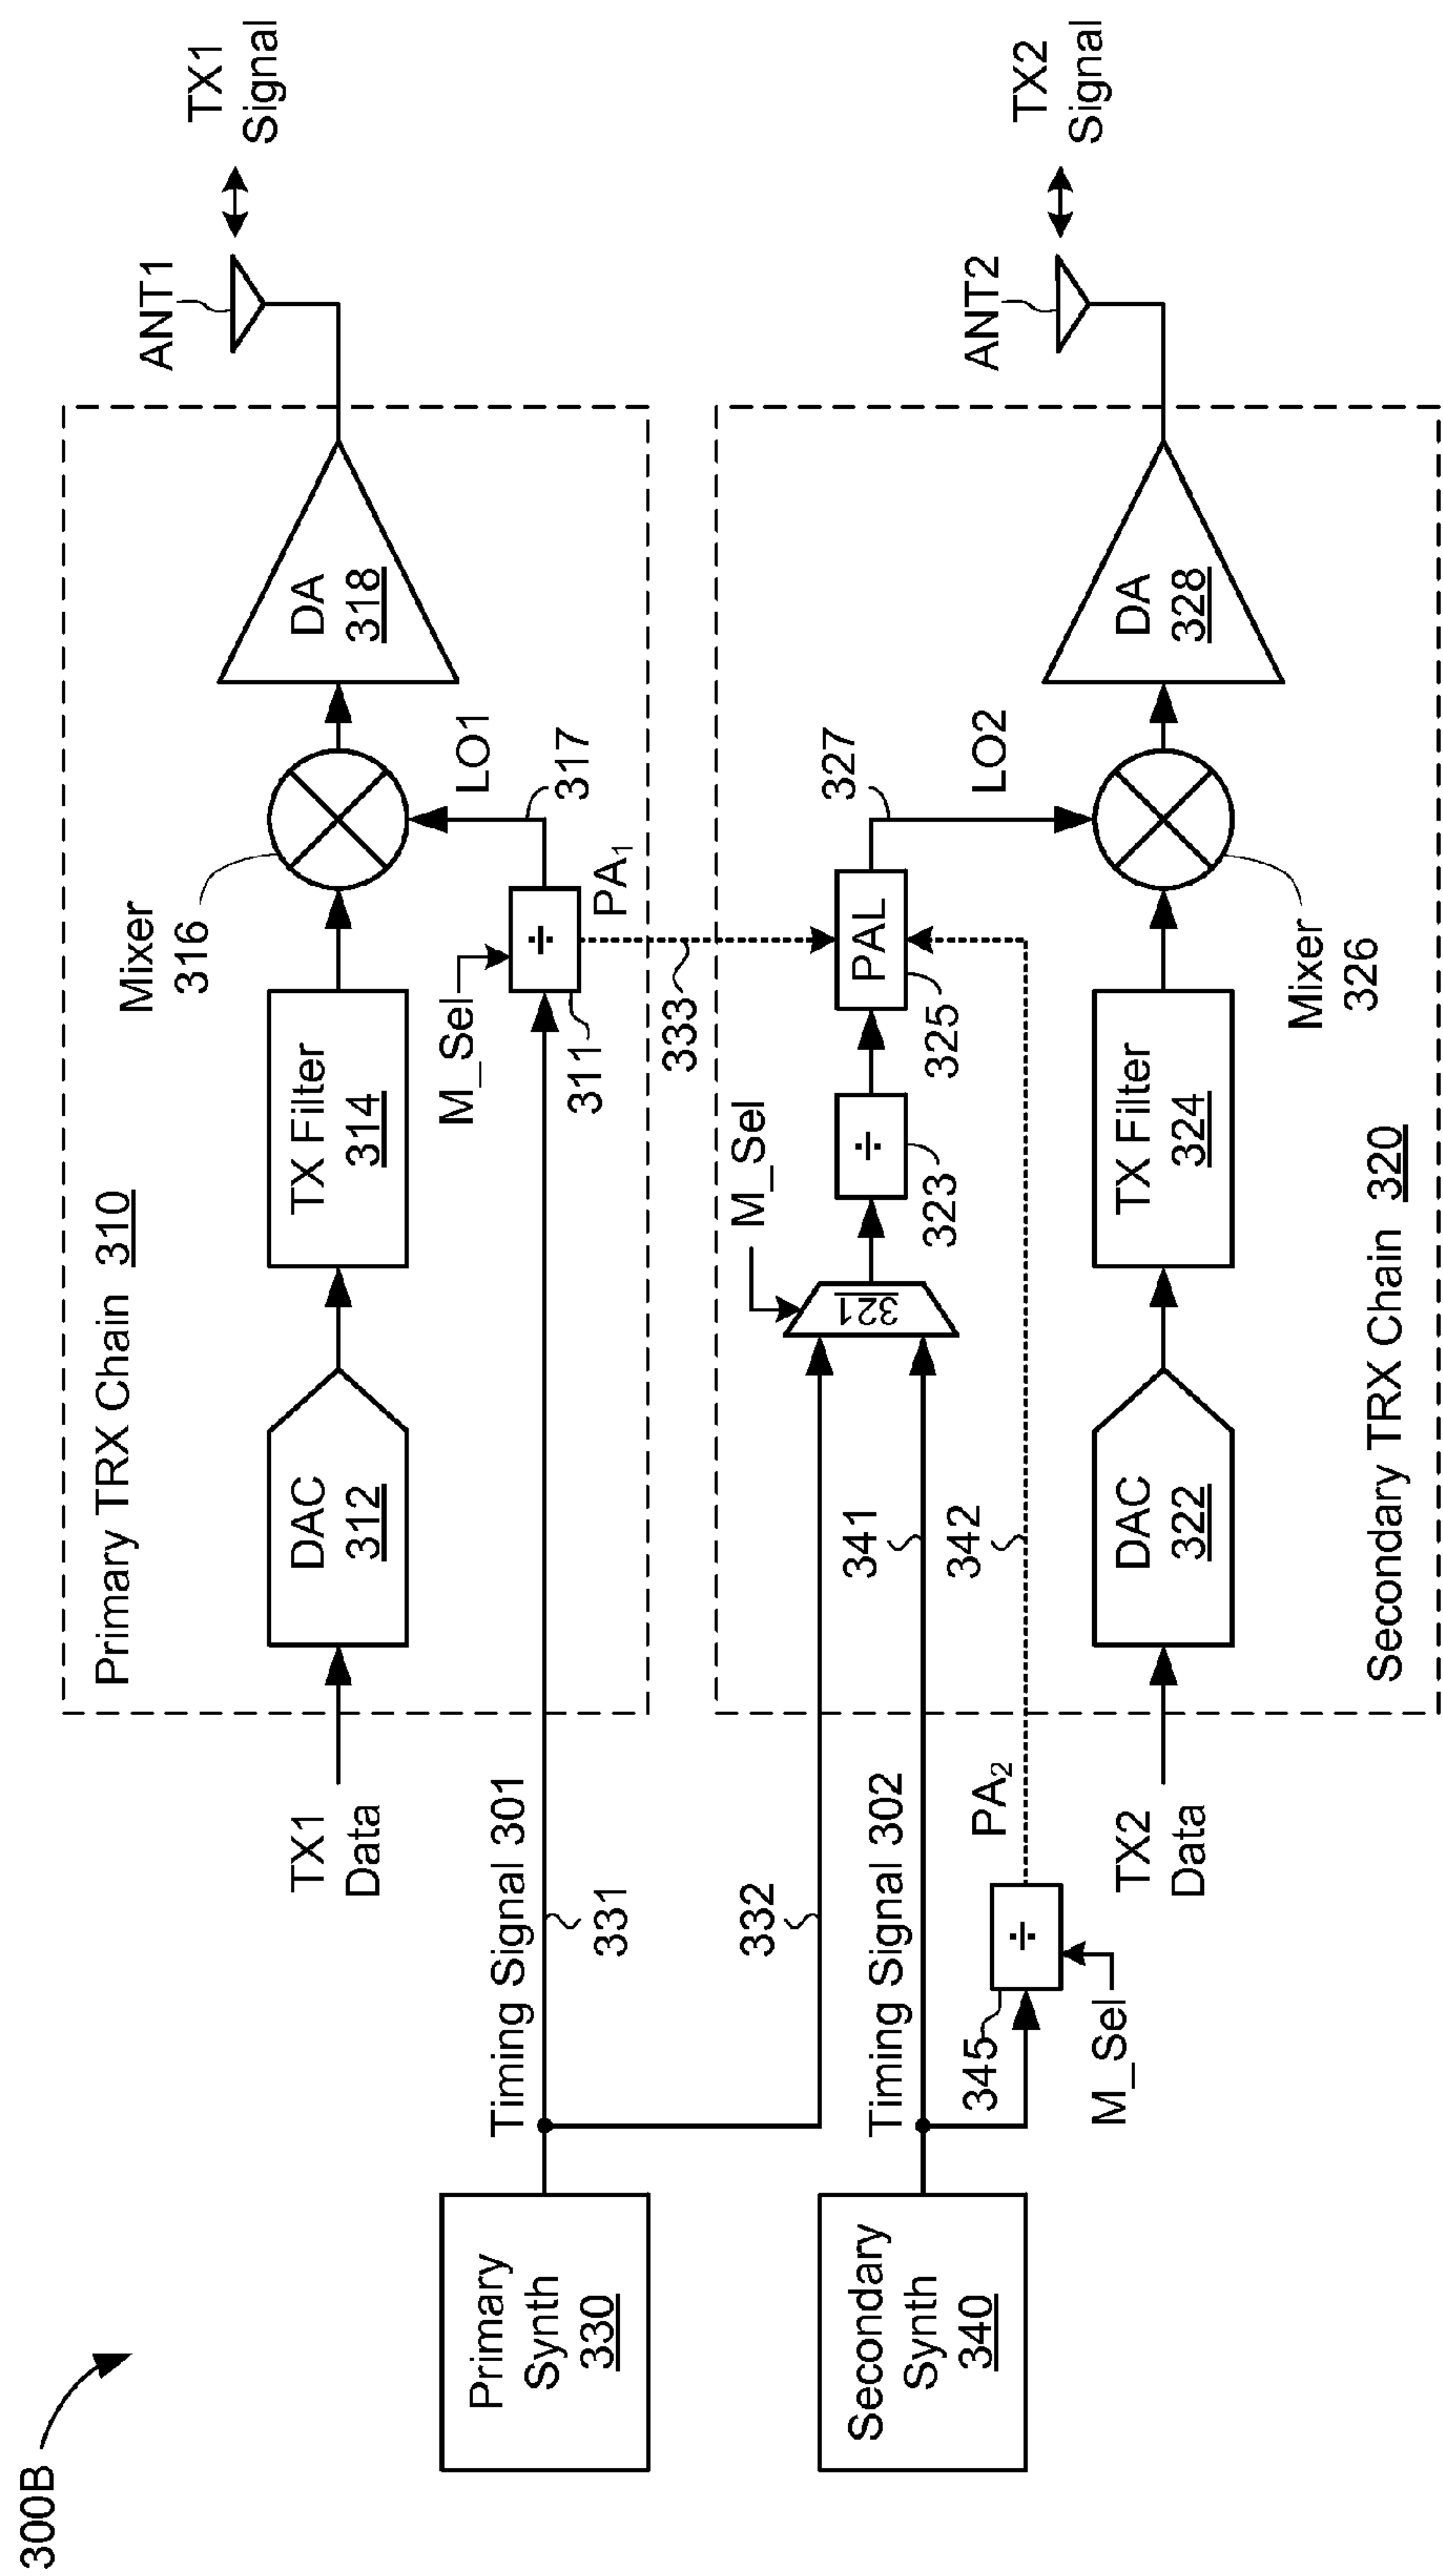 300B
Primary TRX Chain 310
TX1
Data
DAC
312
TX Filter
314
Mixer
316
DA
318
ANT1
TX1
Signal
LO1
317
M_Sel
311
PA1
333
Primary
Synth
330
Timing Signal 301
331
332
M_Sel
321
323
PAL
325
327
LO2
Secondary
Synth
340
Timing Signal 302
341
342
345
M_Sel
PA2
TX2
Data
DAC
322
TX Filter
324
Mixer
326
DA
328
ANT2
TX2
Signal
Secondary TRX Chain 320